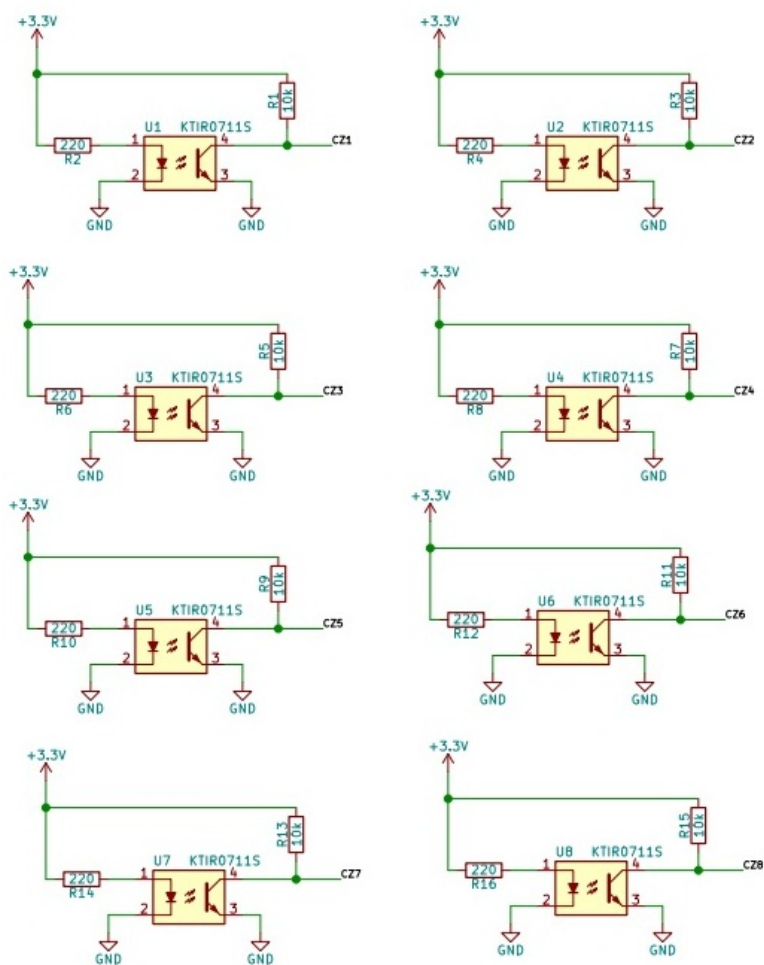 +3.3V
R1
10k
U1 KTIR0711S
220
R2
1
4
CZ1
2
3
GND
GND
+3.3V
R3
10k
U2 KTIR0711S
220
R4
1
4
CZ2
2
3
GND
GND
+3.3V
R5
10k
U3 KTIR0711S
220
R6
1
4
CZ3
2
3
GND
GND
+3.3V
R7
10k
U4 KTIR0711S
220
R8
1
4
CZ4
2
3
GND
GND
+3.3V
R9
10k
U5 KTIR0711S
220
R10
1
4
CZ5
2
3
GND
GND
+3.3V
R11
10k
U6 KTIR0711S
220
R12
1
4
CZ6
2
3
GND
GND
+3.3V
R13
10k
U7 KTIR0711S
220
R14
1
4
CZ7
2
3
GND
GND
+3.3V
R15
10k
U8 KTIR0711S
220
R16
1
4
CZ8
2
3
GND
GND